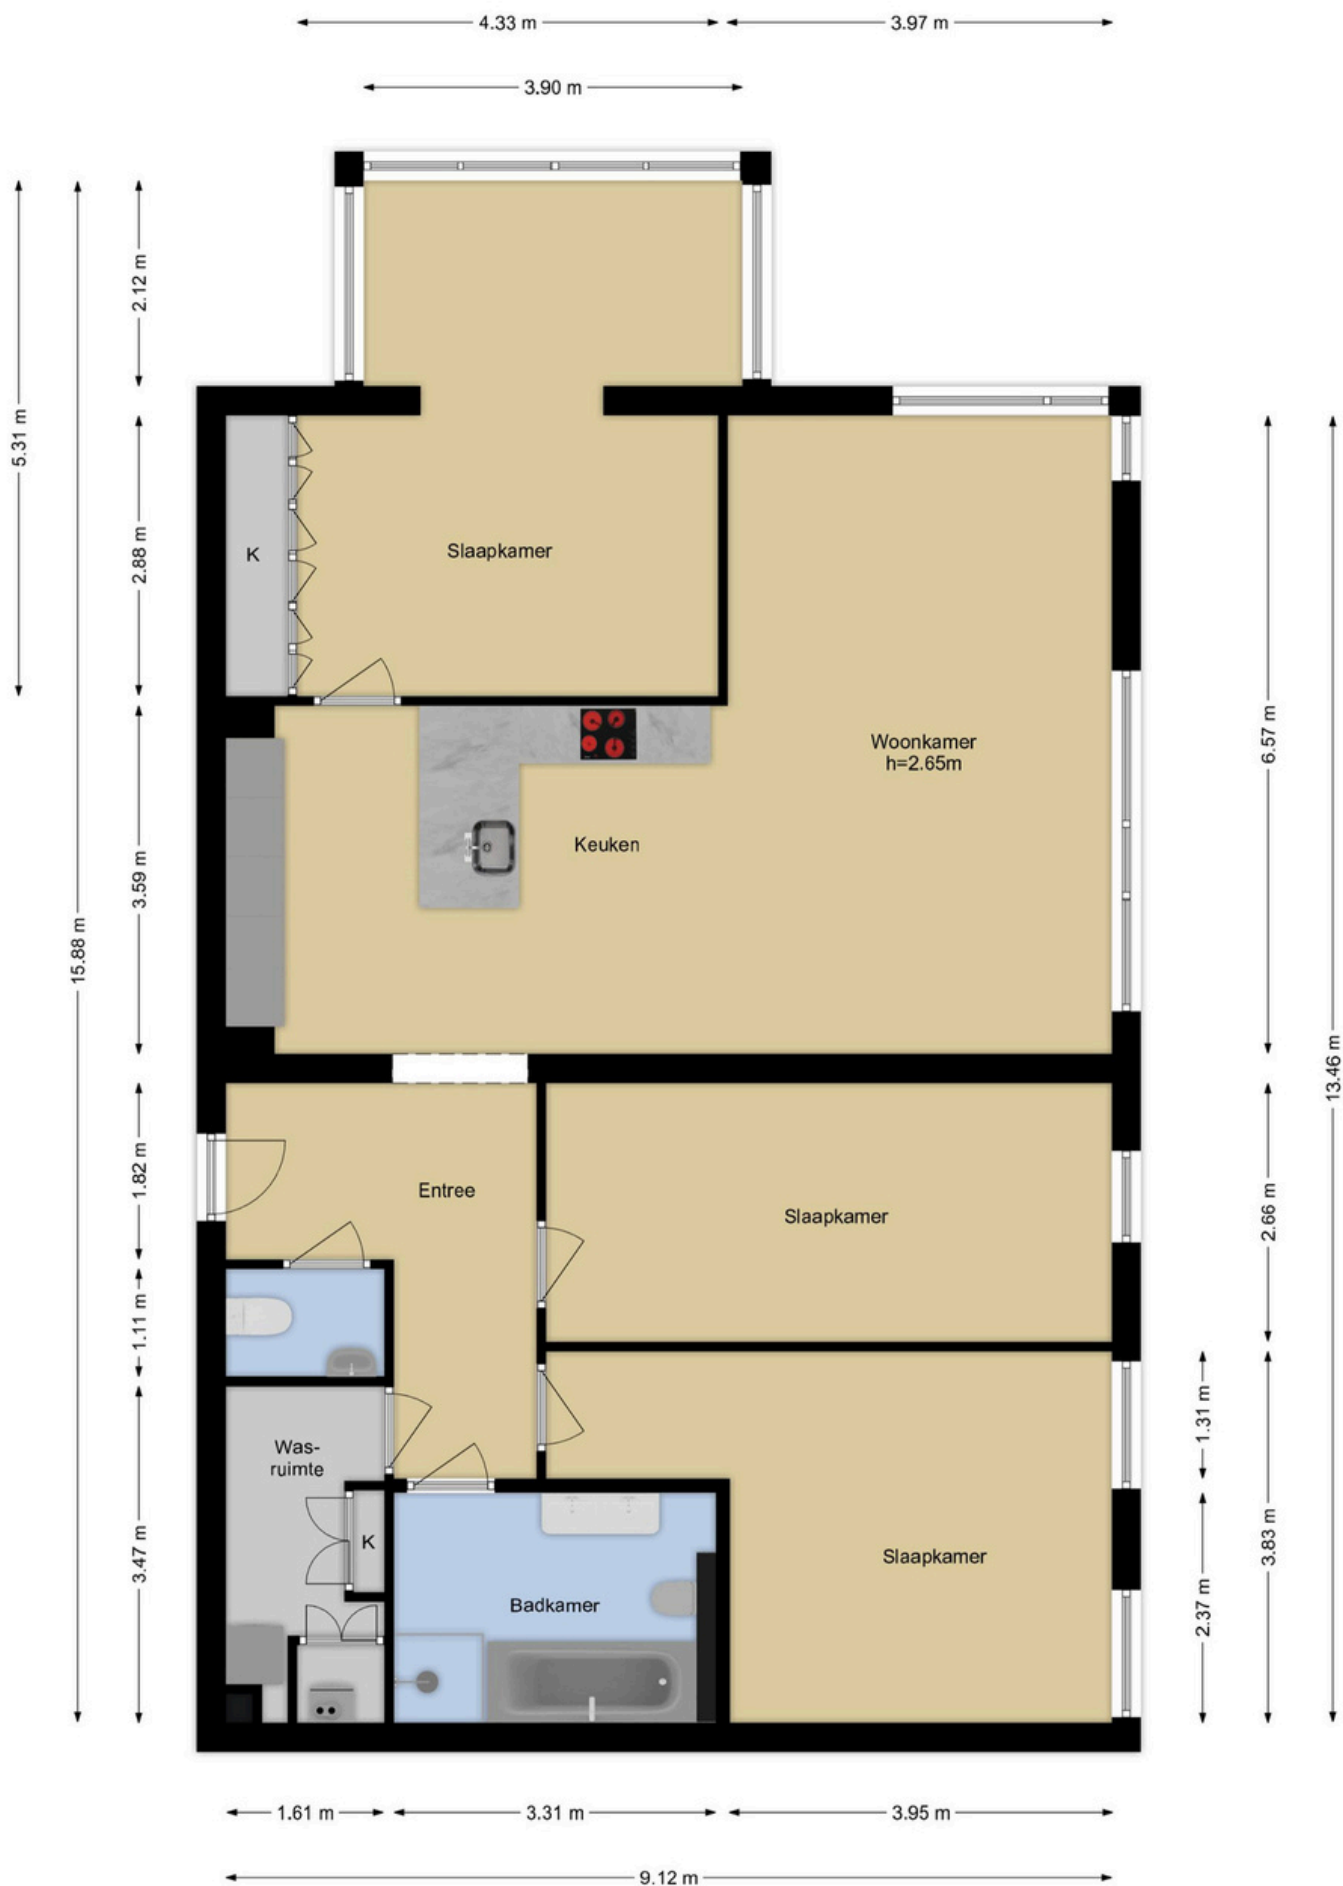 4.33 m
3.97 m
3.90 m
2.12 m
5.31 m
2.88 m
K
Slaapkamer
Woonkamer
h=2.65m
6.57 m
Keuken
3.59 m
15.88 m
13.46 m
1.82 m
Entree
Slaapkamer
2.66 m
1.11 m
1.31 m
Was-
ruimte
K
3.47 m
Slaapkamer
3.83 m
Badkamer
2.37 m
1.61 m
3.31 m
3.95 m
9.12 m